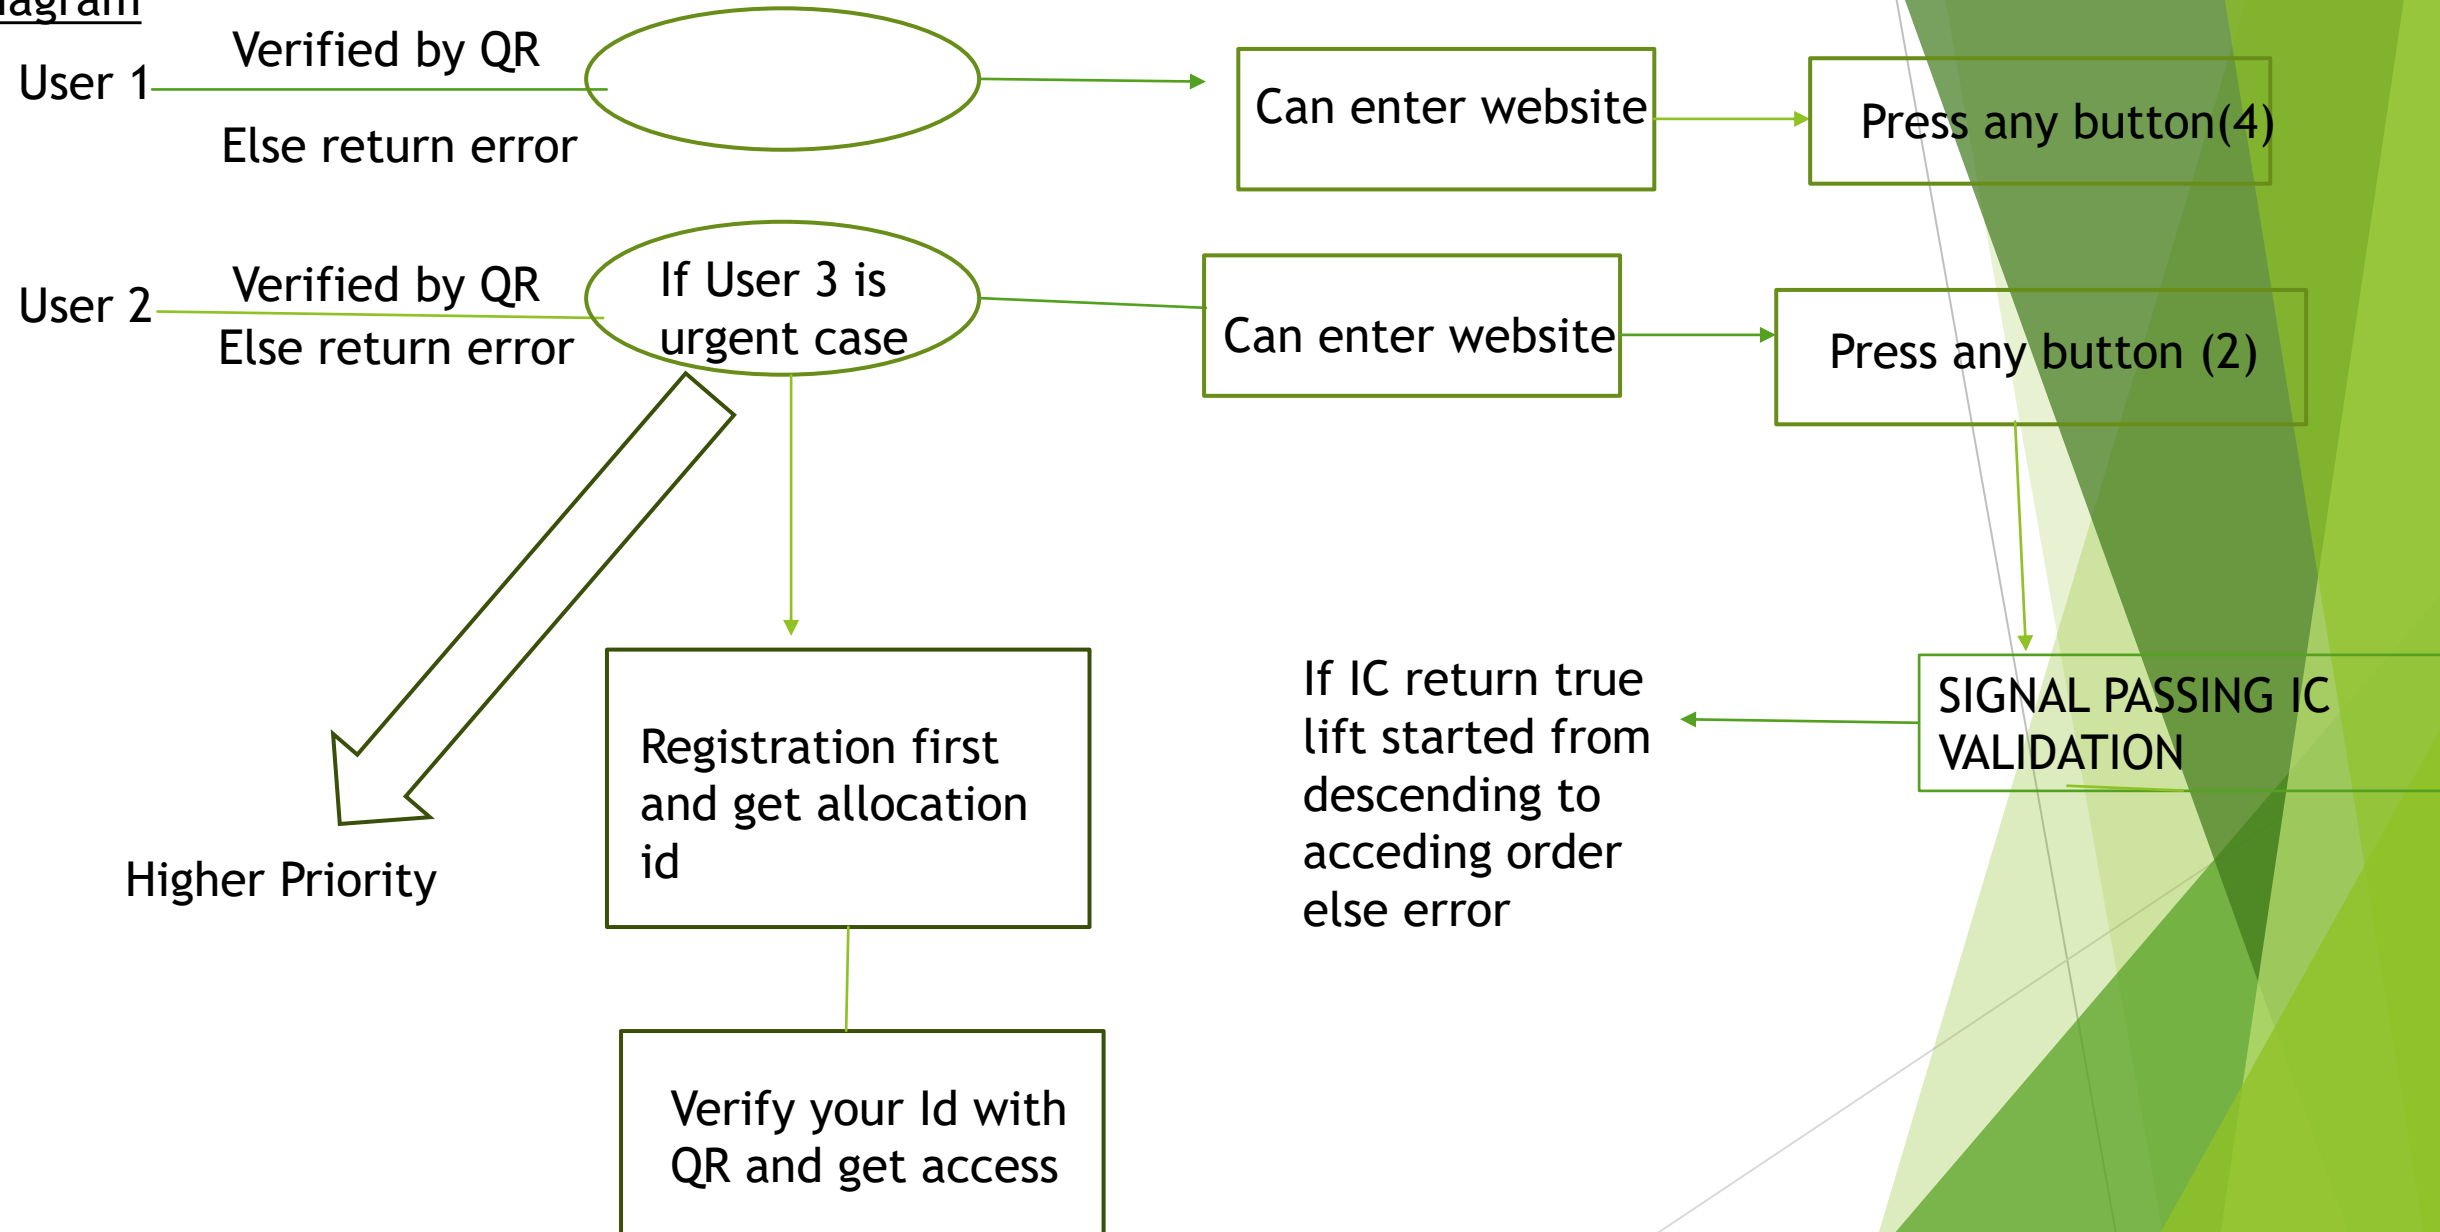 Verified by QR
User 1
Else return error
Can enter website
Press any button(4)
User 2
Verified by QR
Else return error
If User 3 is
urgent case
Can enter website
Press any button (2)
Higher Priority
Registration first
and get allocation
id
If IC return true
lift started from
descending to
acceding order
else error
SIGNAL PASSING IC
VALIDATION
Verify your Id with
QR and get access